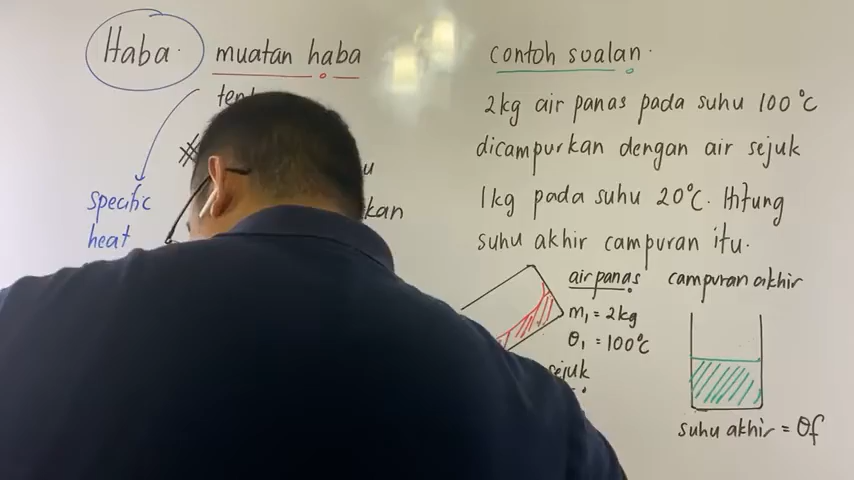 Haba.
muatan haba
specific
heat
contoh soalan.
2kg air panas pada suhu 100°C
dicampurkan dengan air sejuk
1kg pada suhu 20°C. Hitung
suhu akhir campuran itu.
air panas
m₁ = 2kg
θ₁ = 100°C
sejuk
campuran akhir
suhu akhir = θf